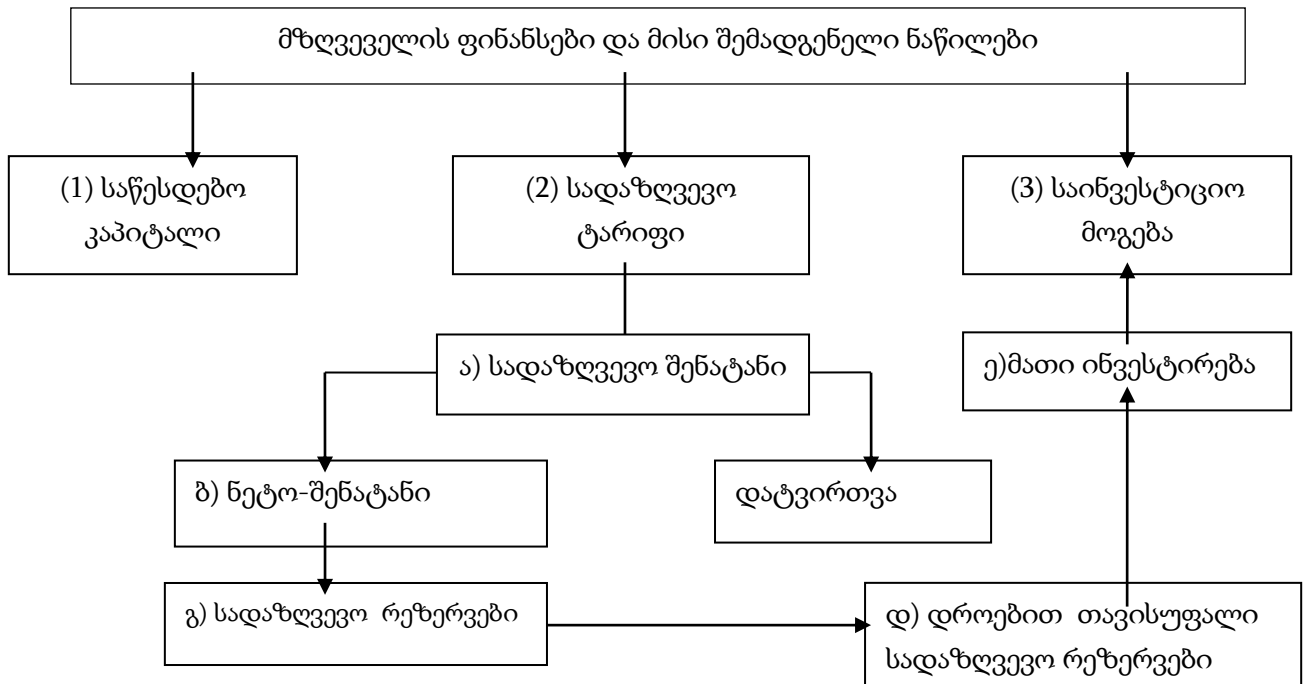 მზღვეველის ფინანსები და მისი შემადგენელი ნაწილები
(1) საწესდებო
კაპიტალი
(2) სადაზღვევო
ტარიფი
(3) საინვესტიციო
მოგება
ა) სადაზღვევო შენატანი
ე)მათი ინვესტირება
ბ) ნეტო-შენატანი
დატვირთვა
გ) სადაზღვევო რეზერვები
დ) დროებით თავისუფალი
სადაზღვევო რეზერვები